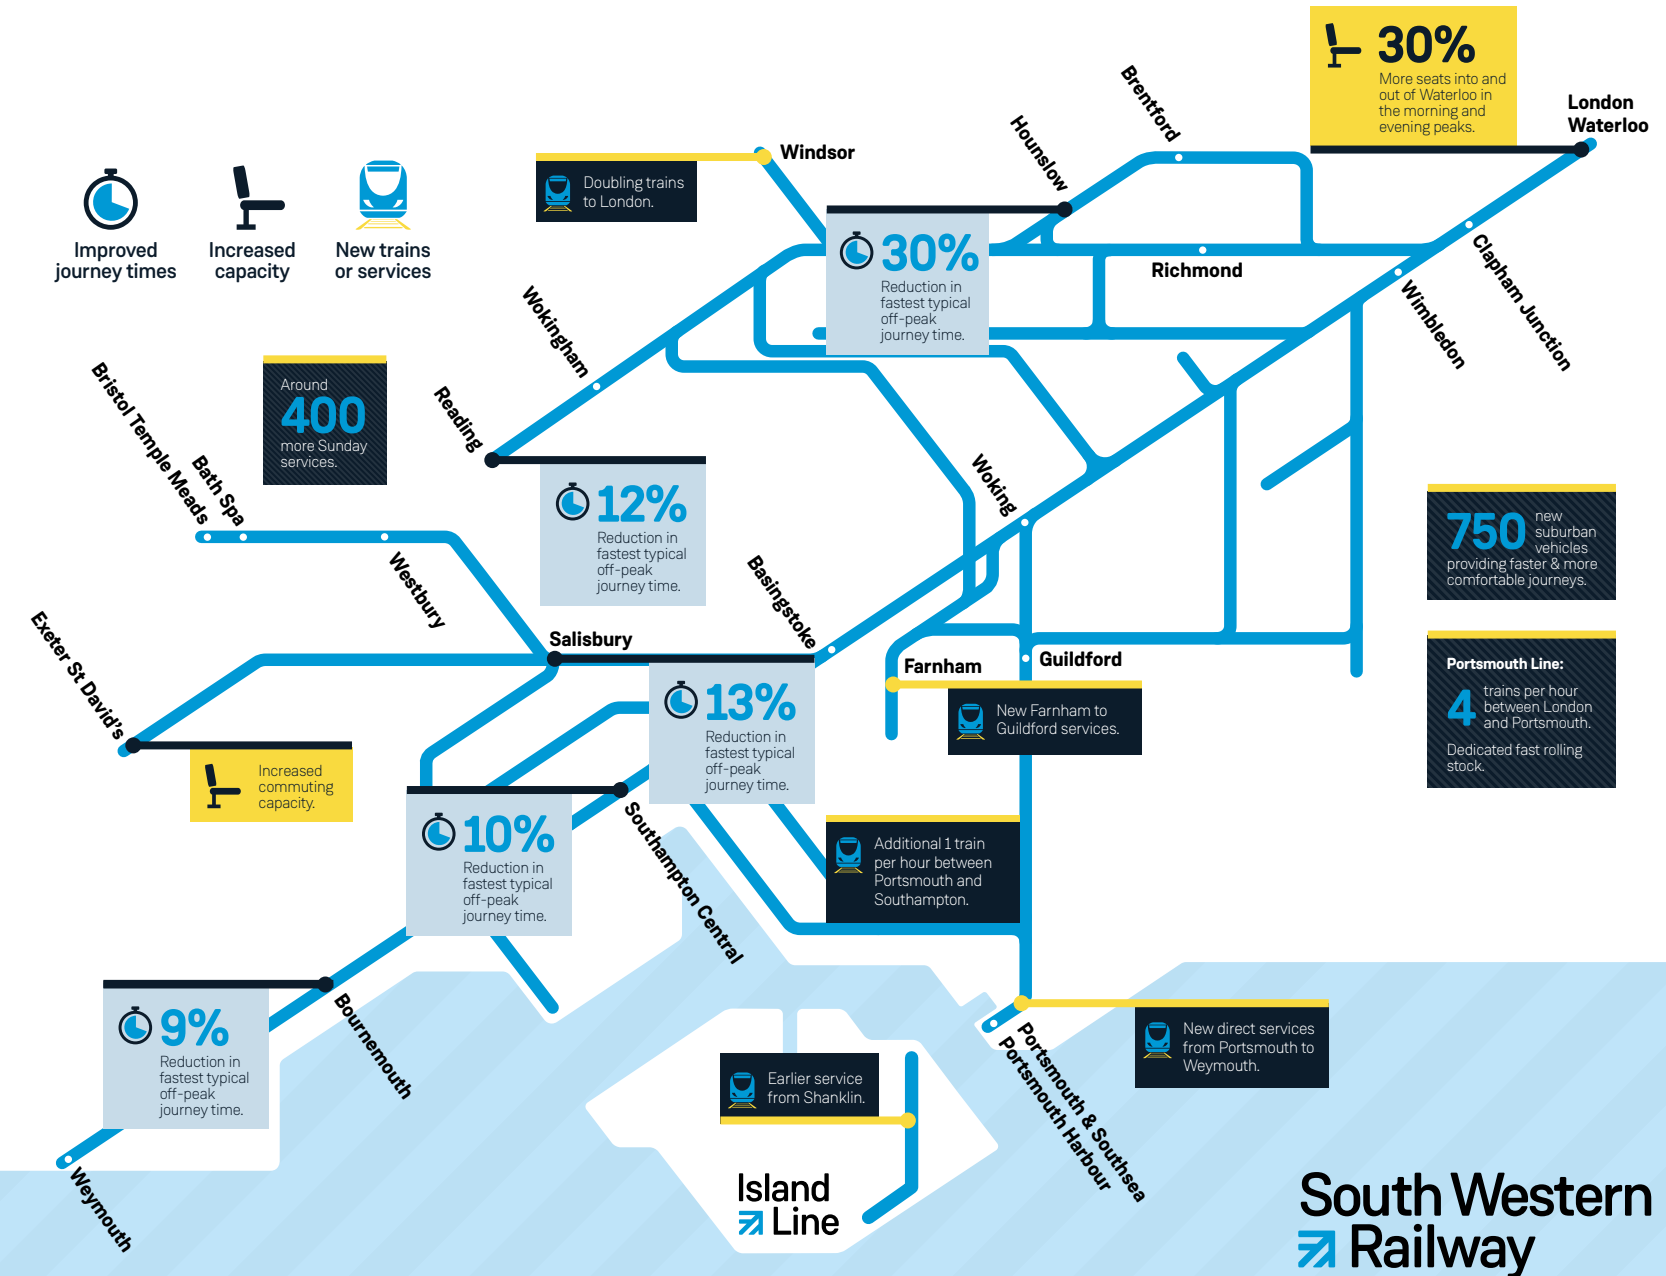 30%
More seats into and
out of Waterloo in
the morning and
evening peaks.
London
Waterloo
Brentford
Hounslow
Windsor
Doubling trains
to London.
Improved
journey times
Increased
capacity
New trains
or services
30%
Reduction in
fastest typical
off-peak
journey time.
Richmond
Clapham Junction
Wimbledon
Wokingham
Reading
Around
400
more Sunday
services.
Bristol Temple Meads
Bath Spa
Westbury
12%
Reduction in
fastest typical
off-peak
journey time.
Woking
Basingstoke
750 new
suburban
vehicles
providing faster & more
comfortable journeys.
Exeter St David's
Salisbury
Farnham
Guildford
Portsmouth Line:
4 trains per hour
between London
and Portsmouth.
Dedicated fast rolling
stock.
13%
Reduction in
fastest typical
off-peak
journey time.
New Farnham to
Guildford services.
Increased
commuting
capacity.
10%
Reduction in
fastest typical
off-peak
journey time.
Southampton Central
Additional 1 train
per hour between
Portsmouth and
Southampton.
9%
Reduction in
fastest typical
off-peak
journey time.
Bournemouth
Weymouth
Earlier service
from Shanklin.
New direct services
from Portsmouth to
Weymouth.
Portsmouth & Southsea
Portsmouth Harbour
Island
Line
South Western
Railway